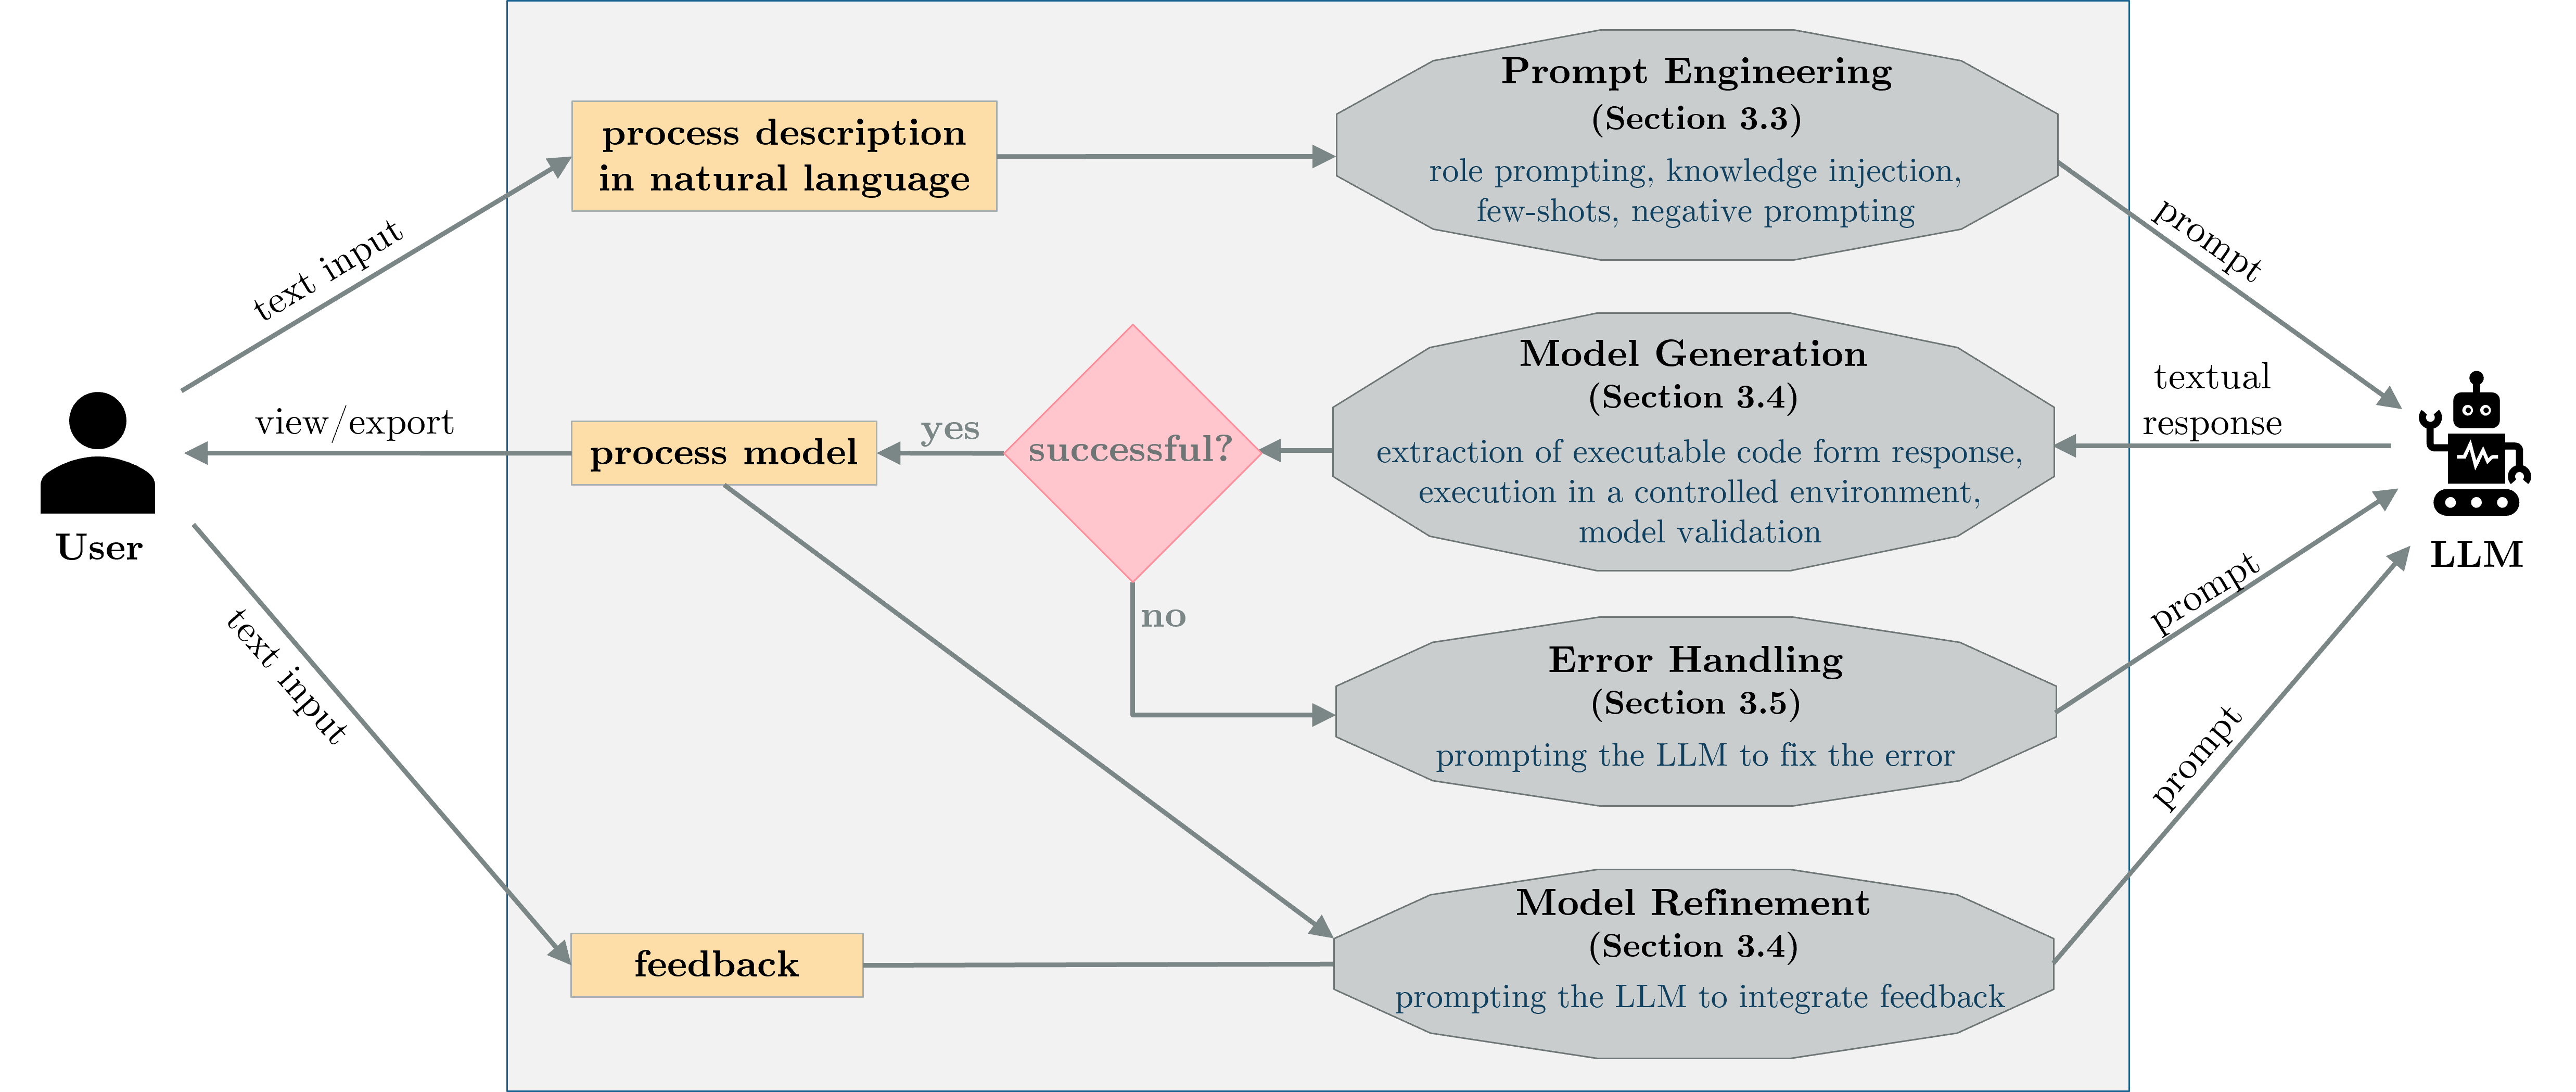 Prompt Engineering
(Section 3.3)
role prompting, knowledge injection,
few-shots, negative prompting
process description
in natural language
text input
prompt
Model Generation
(Section 3.4)
extraction of executable code form response,
execution in a controlled environment,
model validation
textual
response
view/export
process model
yes
successful?
no
User
LLM
Error Handling
(Section 3.5)
prompting the LLM to fix the error
prompt
text input
prompt
Model Refinement
(Section 3.4)
prompting the LLM to integrate feedback
feedback